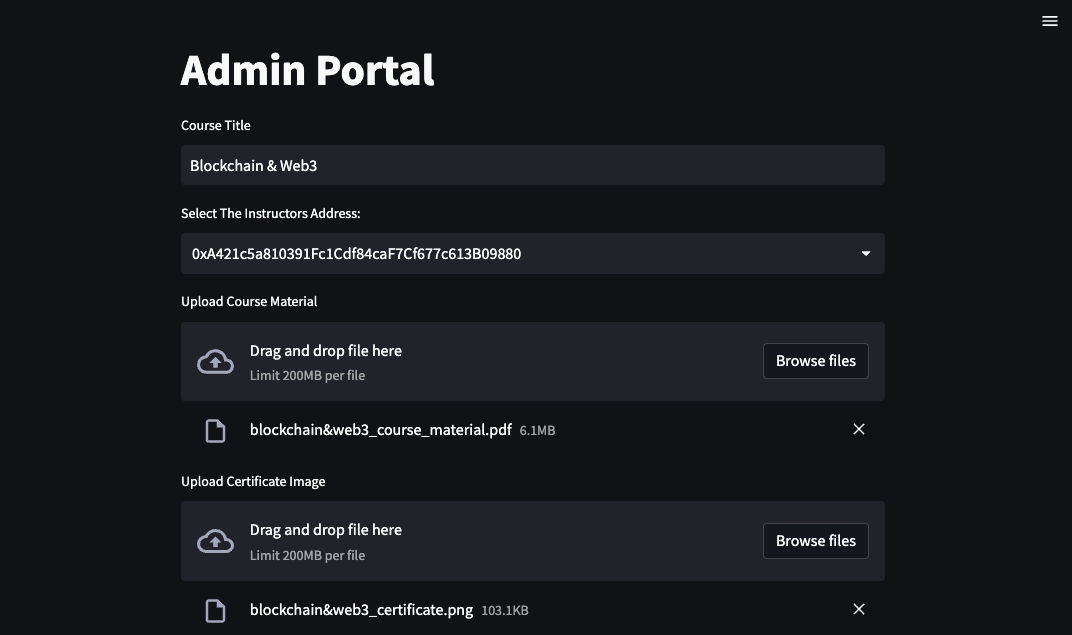 Admin Portal
Course Title
Blockchain & Web3
Select The Instructors Address:
0xA421c5a810391Fc1Cdf84caF7Cf677c613B09880
Upload Course Material
Drag and drop file here
Limit 200MB per file
Browse files
blockchain&web3_course_material.pdf 6.1MB
Upload Certificate Image
Drag and drop file here
Limit 200MB per file
Browse files
blockchain&web3_certificate.png 103.1KB